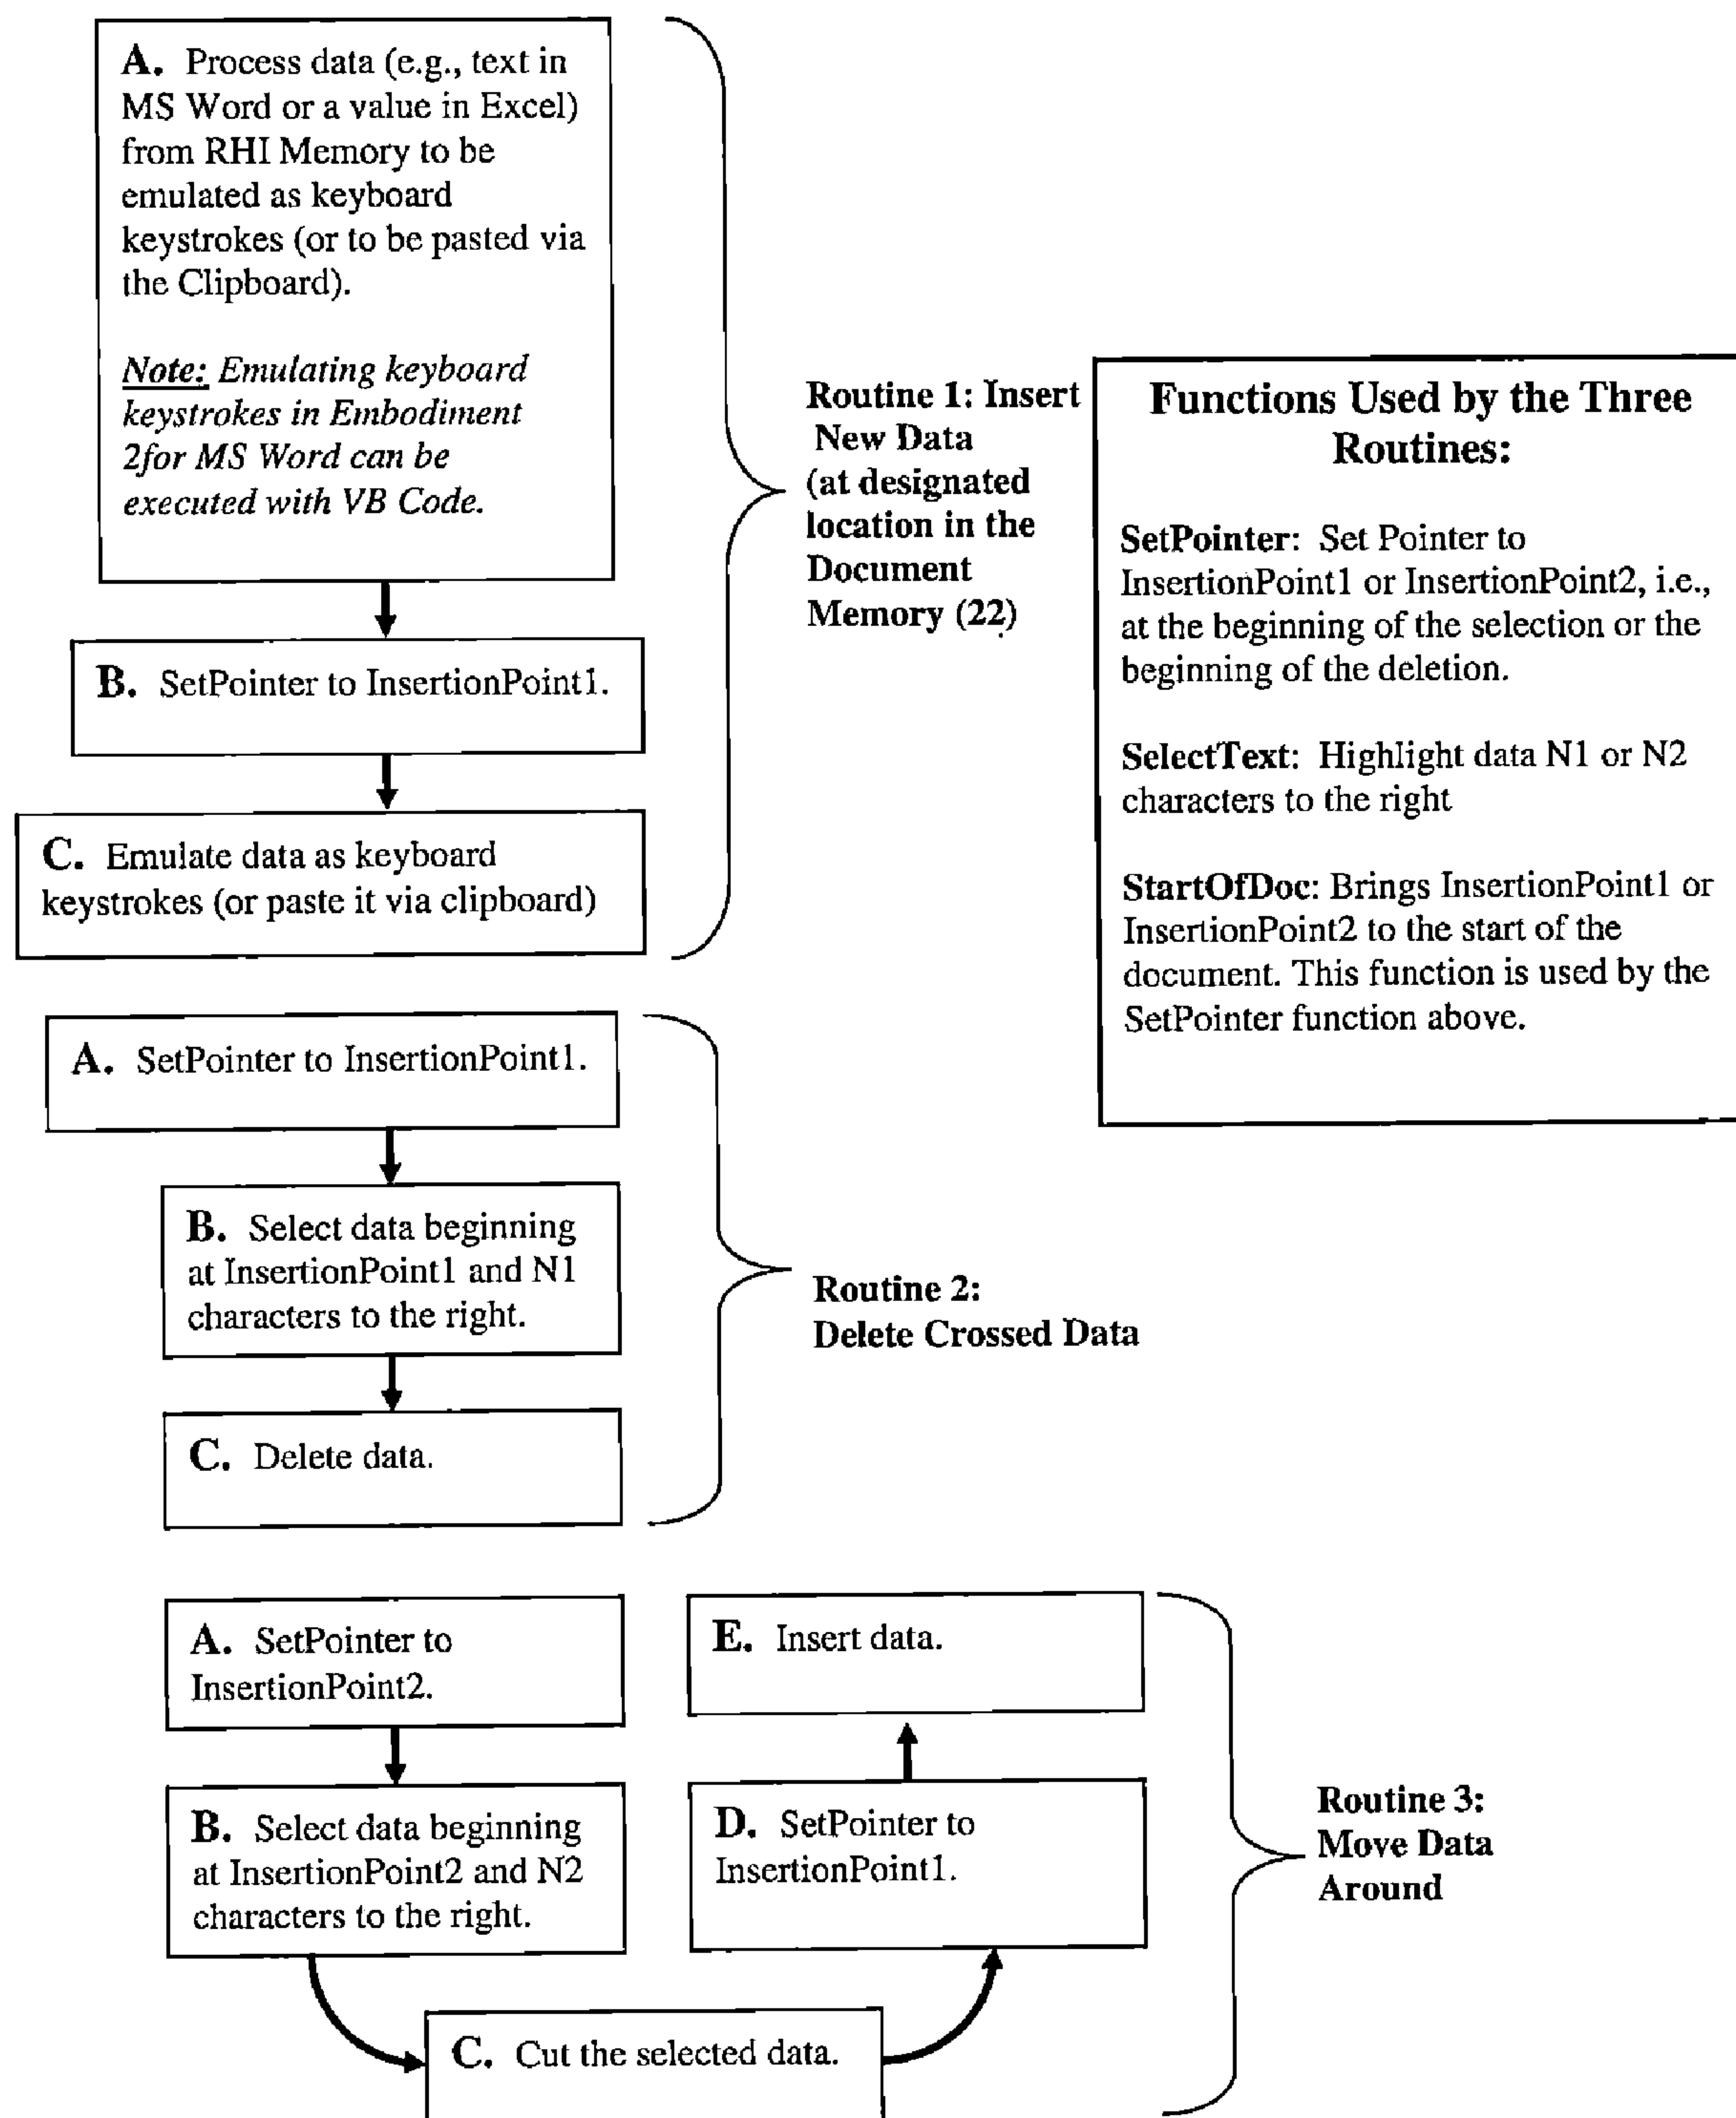 A. Process data (e.g., text in
MS Word or a value in Excel)
from RHI Memory to be
emulated as keyboard
keystrokes (or to be pasted via
the Clipboard).
Note: Emulating keyboard
keystrokes in Embodiment
2for MS Word can be
executed with VB Code.
B. SetPointer to InsertionPoint1.
C. Emulate data as keyboard
keystrokes (or paste it via clipboard)
Routine 1: Insert
New Data
(at designated
location in the
Document
Memory (22)
Functions Used by the Three
Routines:
SetPointer: Set Pointer to
InsertionPoint1 or InsertionPoint2, i.e.,
at the beginning of the selection or the
beginning of the deletion.
SelectText: Highlight data N1 or N2
characters to the right
StartOfDoc: Brings InsertionPoint1 or
InsertionPoint2 to the start of the
document. This function is used by the
SetPointer function above.
A. SetPointer to InsertionPoint1.
B. Select data beginning
at InsertionPoint1 and N1
characters to the right.
C. Delete data.
Routine 2:
Delete Crossed Data
A. SetPointer to
InsertionPoint2.
B. Select data beginning
at InsertionPoint2 and N2
characters to the right.
C. Cut the selected data.
D. SetPointer to
InsertionPoint1.
E. Insert data.
Routine 3:
Move Data
Around